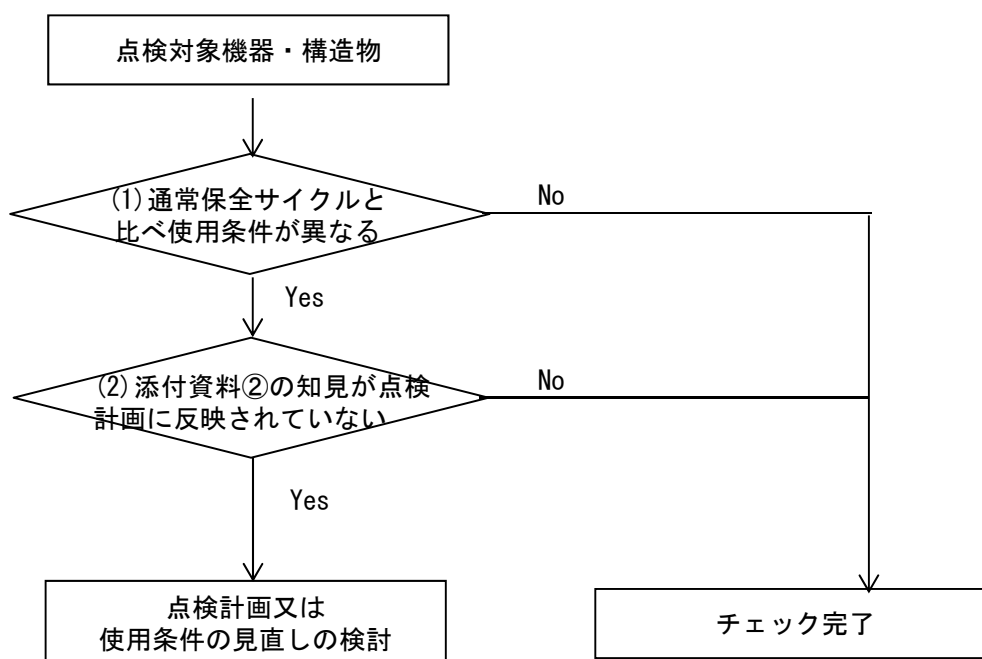 点検対象機器・構造物
(1)通常保全サイクルと
比べ使用条件が異なる
No
Yes
(2)添付資料②の知見が点検
計画に反映されていない
No
Yes
点検計画又は
使用条件の見直しの検討
チェック完了